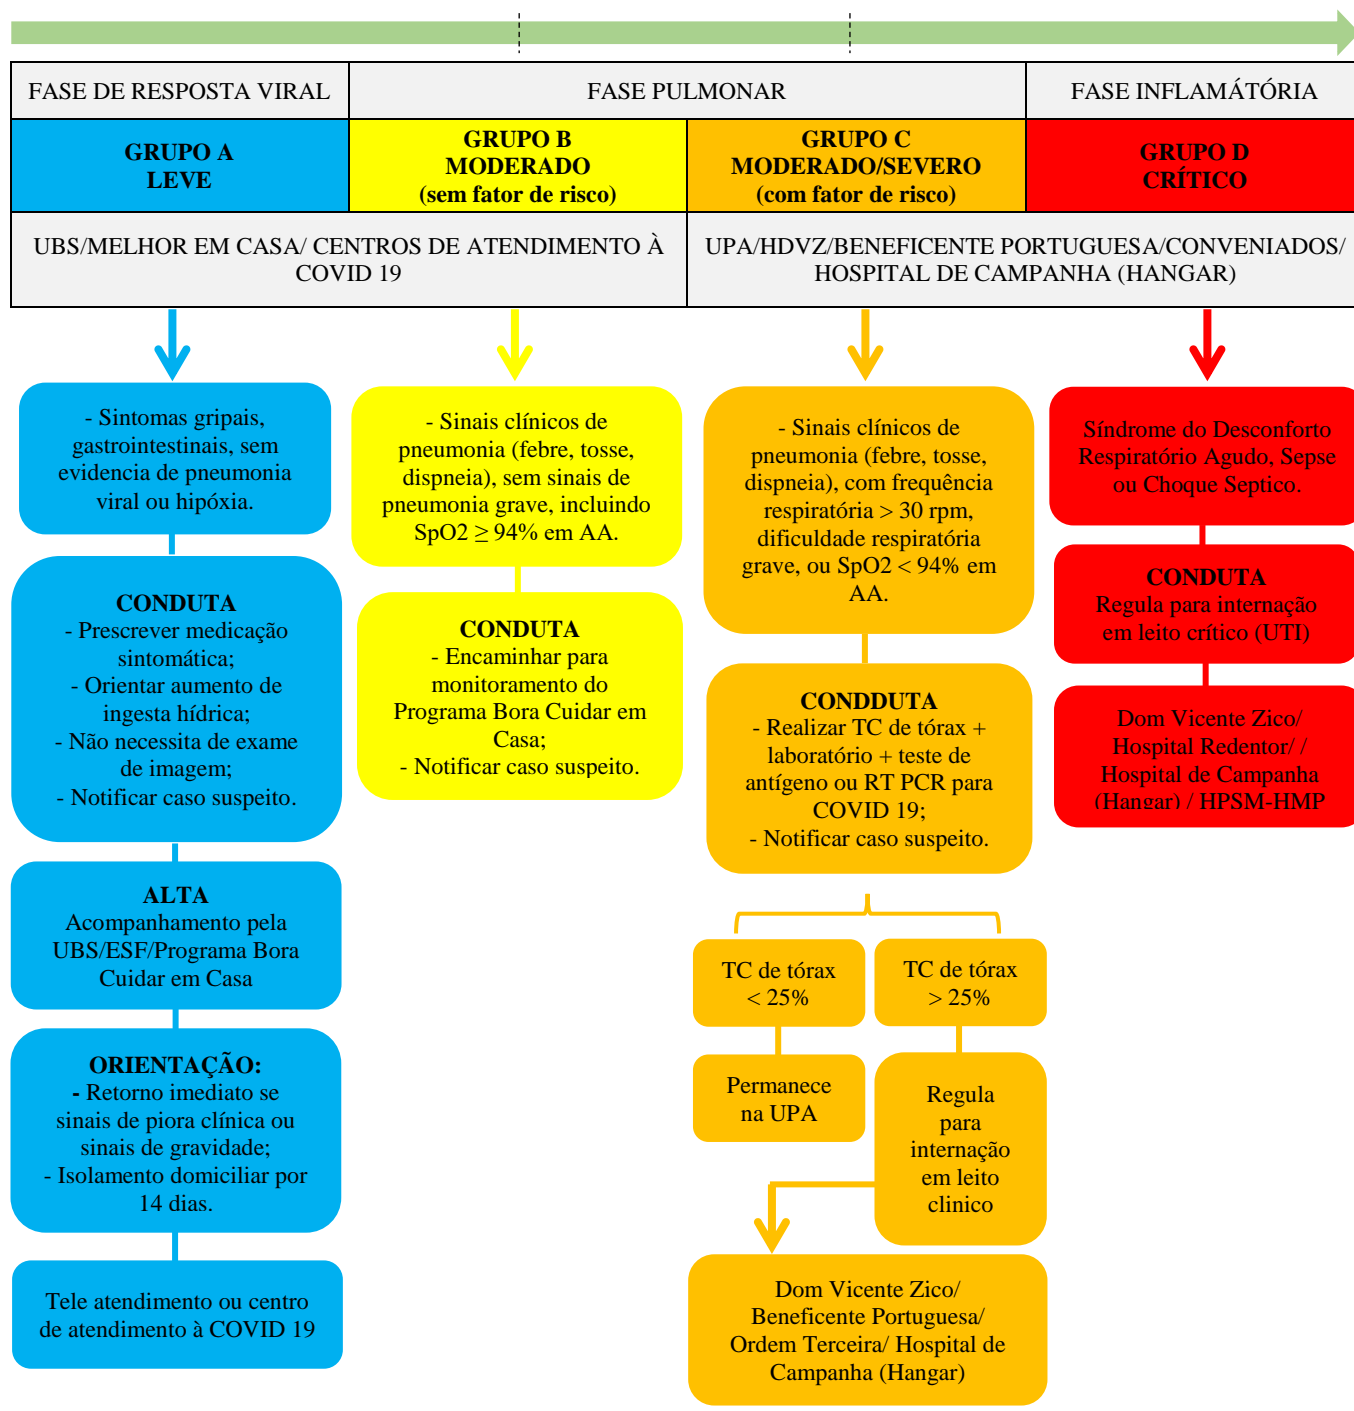 FASE DE RESPOSTA VIRAL
FASE PULMONAR
FASE INFLAMÁTÓRIA
GRUPO A
LEVE
GRUPO B
MODERADO
(sem fator de risco)
GRUPO C
MODERADO/SEVERO
(com fator de risco)
GRUPO D
CRÍTICO
UBS/MELHOR EM CASA/ CENTROS DE ATENDIMENTO À
COVID 19
UPA/HDVZ/BENEFICENTE PORTUGUESA/CONVENIADOS/
HOSPITAL DE CAMPANHA (HANGAR)
- Sintomas gripais,
gastrointestinais, sem
evidencia de pneumonia
viral ou hipóxia.
CONDUTA
- Prescrever medicação
sintomática;
- Orientar aumento de
ingesta hídrica;
- Não necessita de exame
de imagem;
- Notificar caso suspeito.
ALTA
Acompanhamento pela
UBS/ESF/Programa Bora
Cuidar em Casa
ORIENTAÇÃO:
- Retorno imediato se
sinais de piora clínica ou
sinais de gravidade;
- Isolamento domiciliar por
14 dias.
Tele atendimento ou centro
de atendimento à COVID 19
- Sinais clínicos de
pneumonia (febre, tosse,
dispneia), sem sinais de
pneumonia grave, incluindo
SpO2 ≥ 94% em AA.
CONDUTA
- Encaminhar para
monitoramento do
Programa Bora Cuidar em
Casa;
- Notificar caso suspeito.
- Sinais clínicos de
pneumonia (febre, tosse,
dispneia), com frequência
respiratória > 30 rpm,
dificuldade respiratória
grave, ou SpO2 < 94% em
AA.
CONDDUTA
- Realizar TC de tórax +
laboratório + teste de
antígeno ou RT PCR para
COVID 19;
- Notificar caso suspeito.
TC de tórax
< 25%
Permanece
na UPA
TC de tórax
> 25%
Regula
para
internação
em leito
clinico
Dom Vicente Zico/
Beneficente Portuguesa/
Ordem Terceira/ Hospital de
Campanha (Hangar)
Síndrome do Desconforto
Respiratório Agudo, Sepse
ou Choque Septico.
CONDUTA
Regula para internação
em leito crítico (UTI)
Dom Vicente Zico/
Hospital Redentor/ /
Hospital de Campanha
(Hangar) / HPSM-HMP